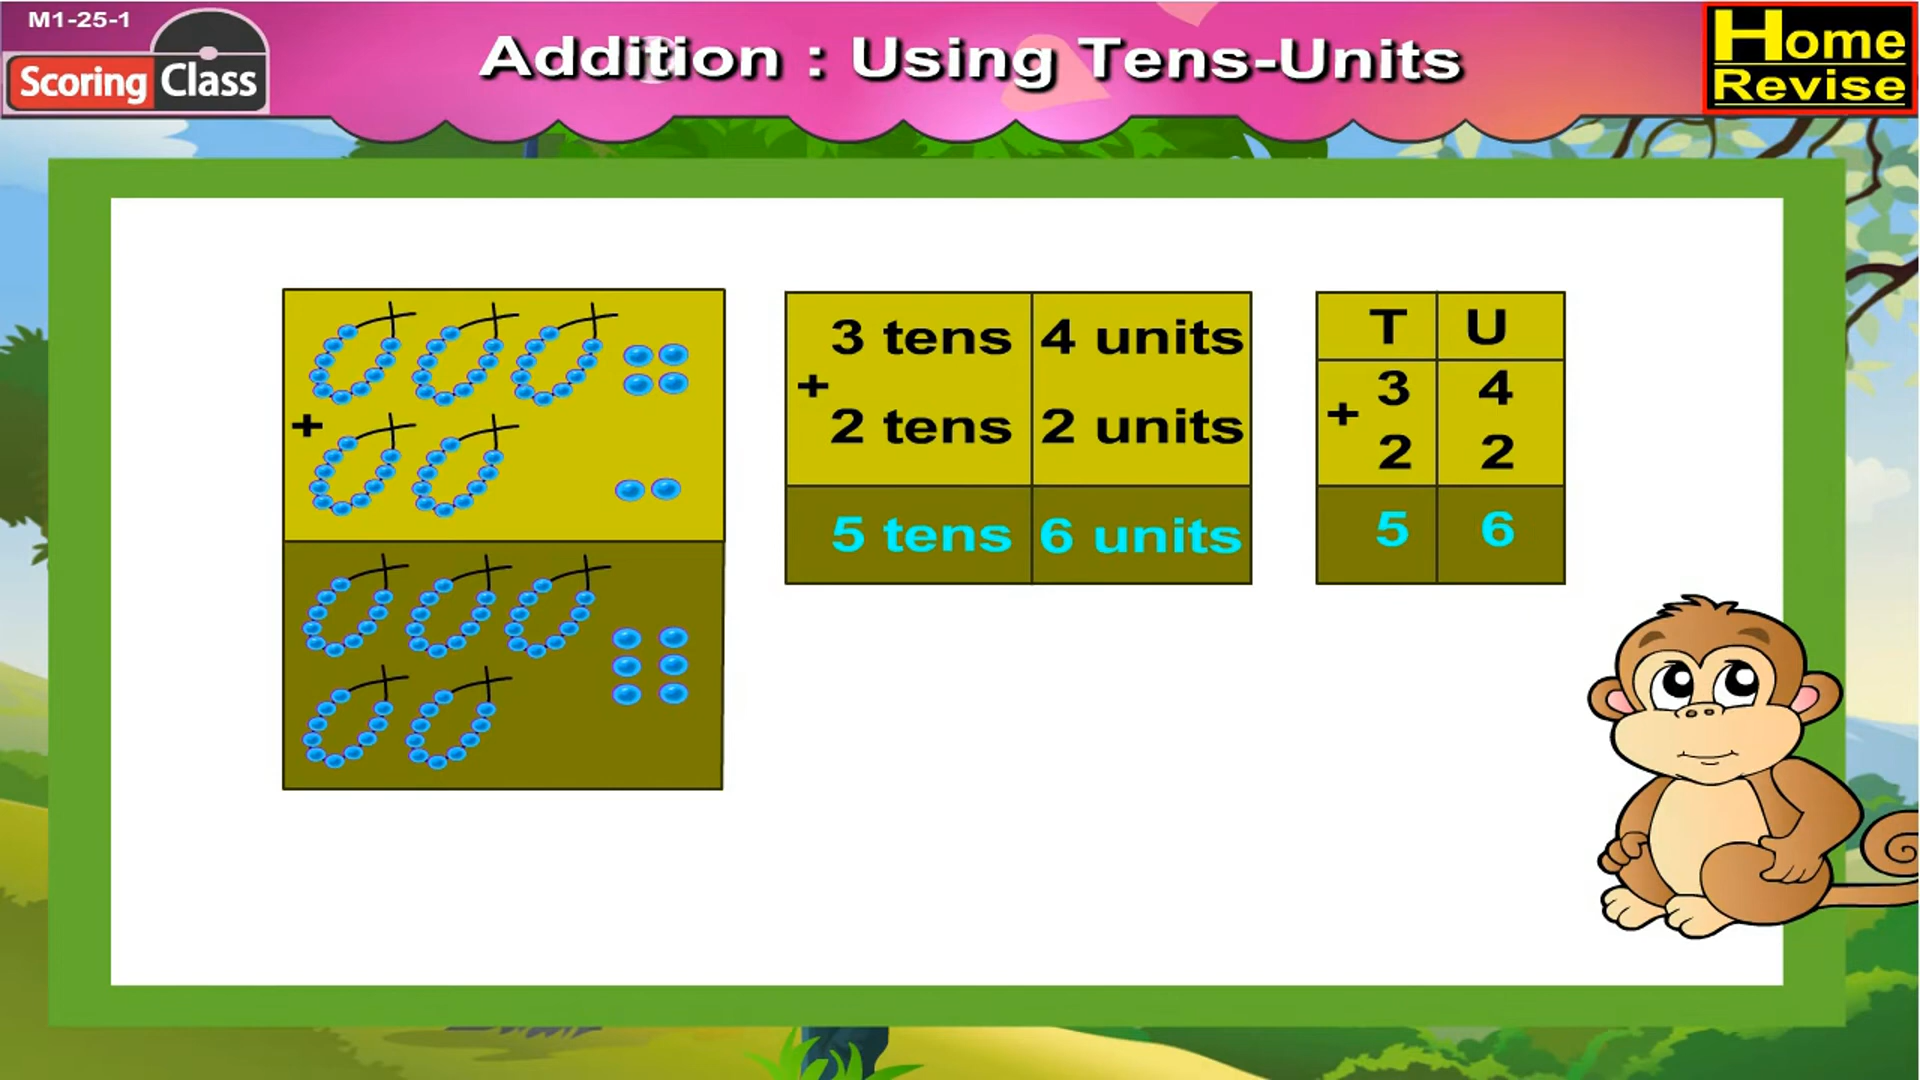 M1-25-1
Scoring Class
Addition : Using Tens-Units
Home
Revise
+
3 tens 4 units
+
2 tens 2 units
5 tens 6 units
T U
3 4
+
2 2
5 6